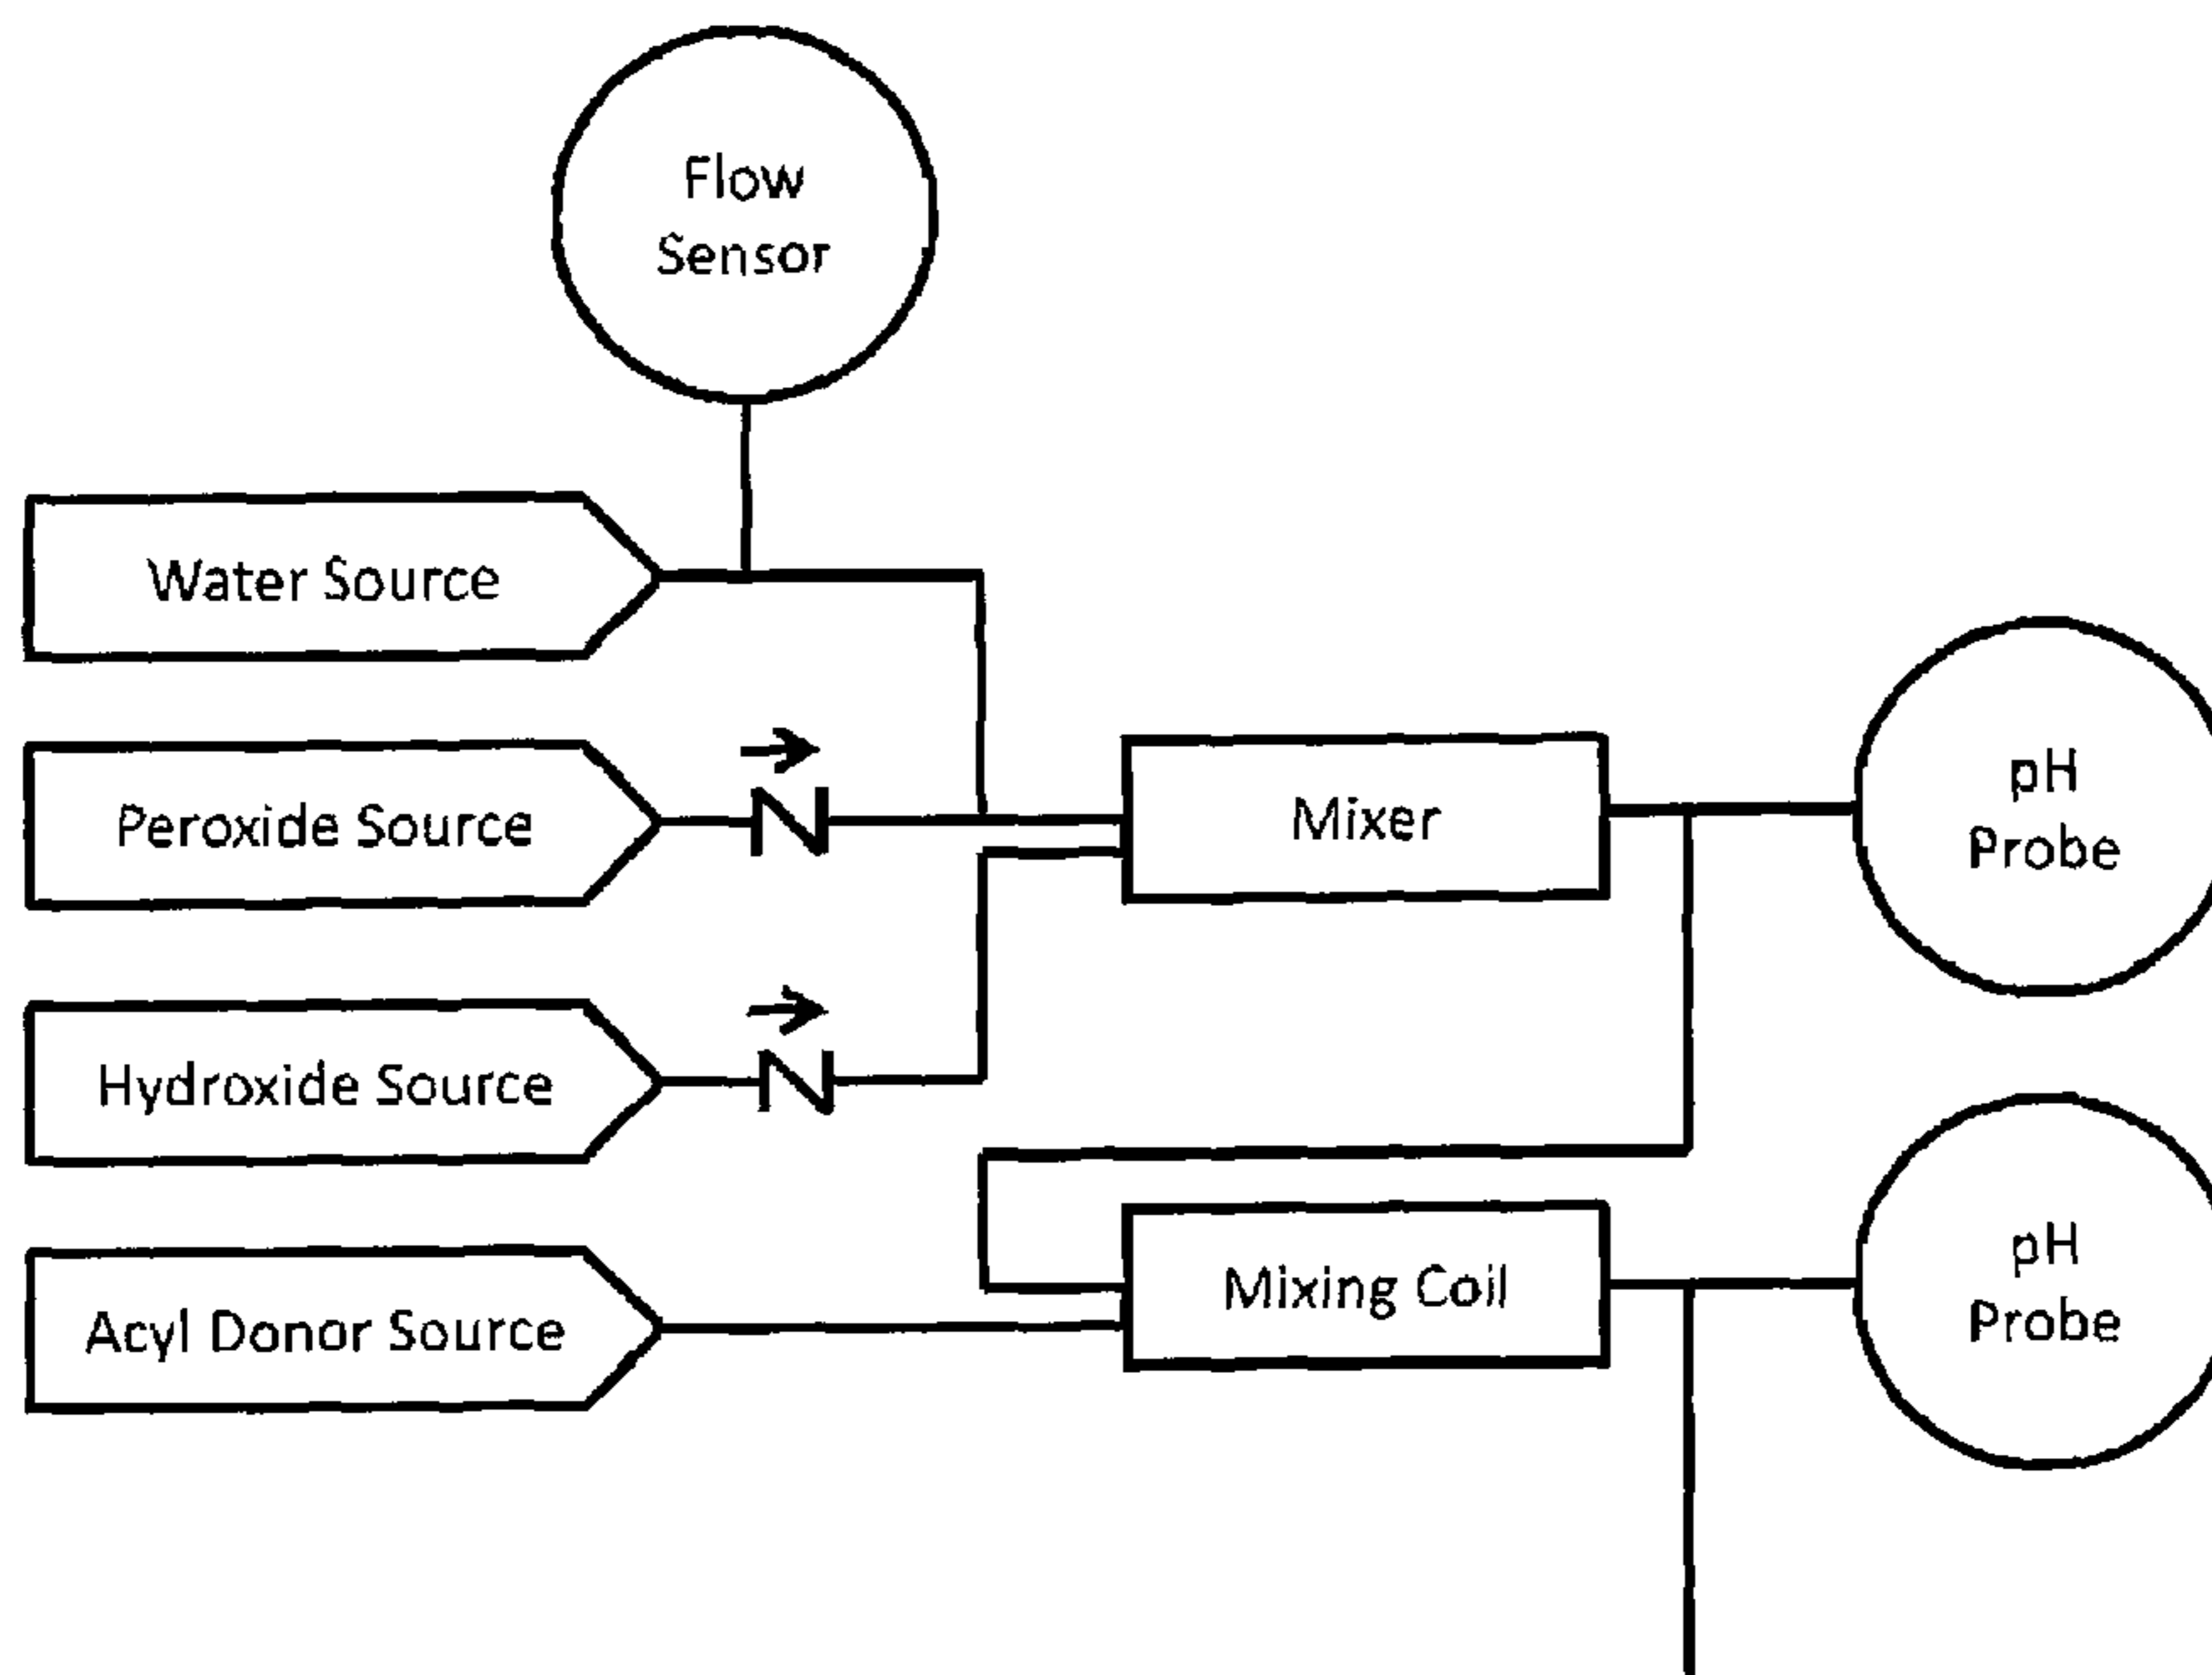 Flow
Sensor
Water Source
Peroxide Source
Mixer
pH
Probe
Hydroxide Source
Acyl Donor Source
Mixing Coil
pH
Probe